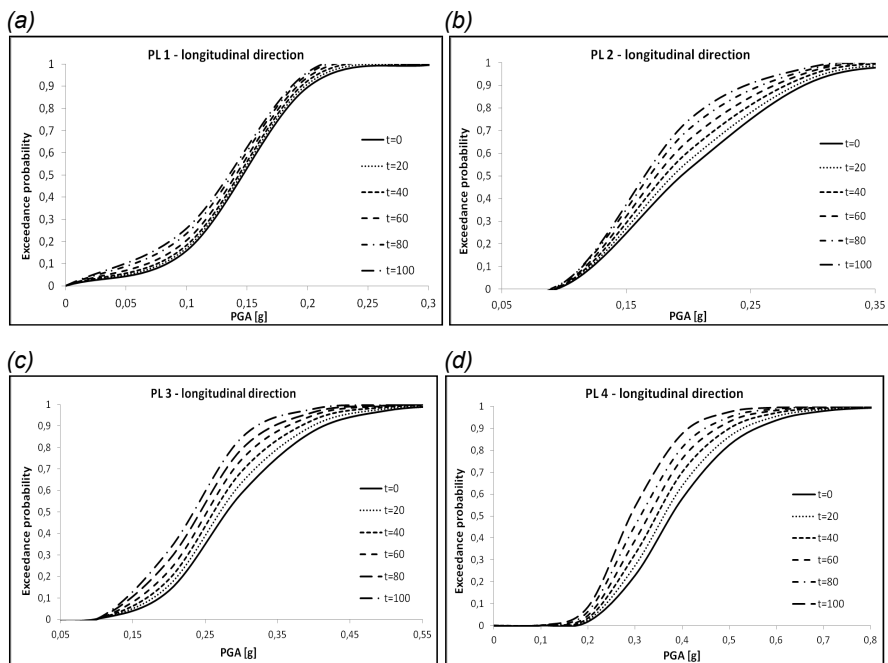 (a)
PL 1 - longitudinal direction
Exceedance probability
1
0,9
0,8
0,7
0,6
0,5
0,4
0,3
0,2
0,1
0
0 0,05 0,1 0,15 0,2 0,25 0,3
PGA [g]
t=0
t=20
t=40
t=60
t=80
t=100
(b)
PL 2 - longitudinal direction
Exceedance probability
1
0,9
0,8
0,7
0,6
0,5
0,4
0,3
0,2
0,1
0
0,05 0,15 0,25 0,35
PGA [g]
t=0
t=20
t=40
t=60
t=80
t=100
(c)
PL 3 - longitudinal direction
Exceedance probability
1
0,9
0,8
0,7
0,6
0,5
0,4
0,3
0,2
0,1
0
0,05 0,15 0,25 0,35 0,45 0,55
PGA [g]
t=0
t=20
t=40
t=60
t=80
t=100
(d)
PL 4 - longitudinal direction
Exceedance probability
1
0,9
0,8
0,7
0,6
0,5
0,4
0,3
0,2
0,1
0
0 0,1 0,2 0,3 0,4 0,5 0,6 0,7 0,8
PGA [g]
t=0
t=20
t=40
t=60
t=80
t=100